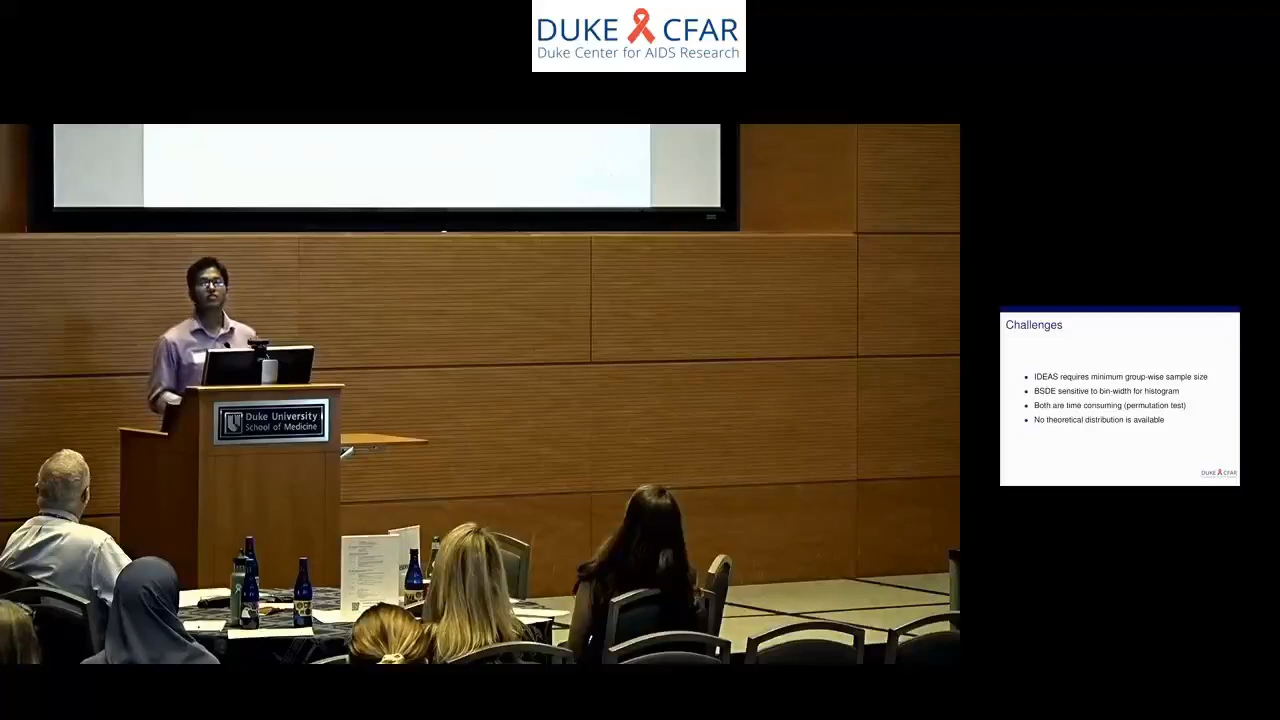 DUKE CFAR
Duke Center for AIDS Research
Duke University
School of Medicine
Challenges
IDEAS requires minimum group-wise sample size
BSDE sensitive to bin-width for histogram
Both are time consuming (permutation test)
No theoretical distribution is available
DUKE CFAR